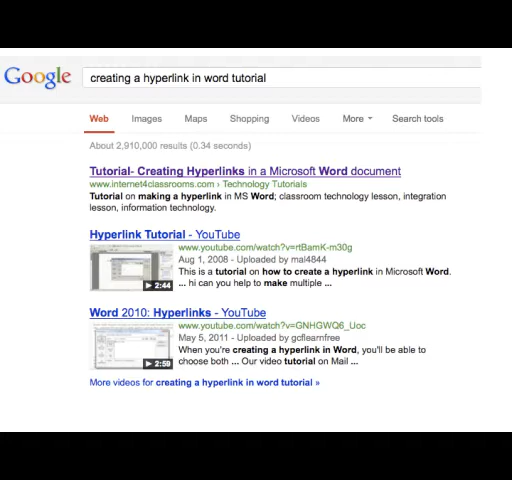 Google creating a hyperlink in word tutorial
Web Images Maps Shopping Videos More Search tools
About 2,910,000 results (0.34 seconds)
Tutorial- Creating Hyperlinks in a Microsoft Word document
www.internet4classrooms.com › Technology Tutorials
Tutorial on making a hyperlink in MS Word; classroom technology lesson, integration
lesson, information technology.
Hyperlink Tutorial - YouTube
www.youtube.com/watch?v=rtBamK-m30g
Aug 1, 2008 - Uploaded by mal4844
This is a tutorial on how to create a hyperlink in Microsoft Word.
... hi can you help to make multiple ...
2:44
Word 2010: Hyperlinks - YouTube
www.youtube.com/watch?v=GNHGWQ6_Uoc
May 5, 2011 - Uploaded by gcflearnfree
When you're creating a hyperlink in Word, you'll be able to
choose both ... Our video tutorial on Mail ...
2:59
More videos for creating a hyperlink in word tutorial »